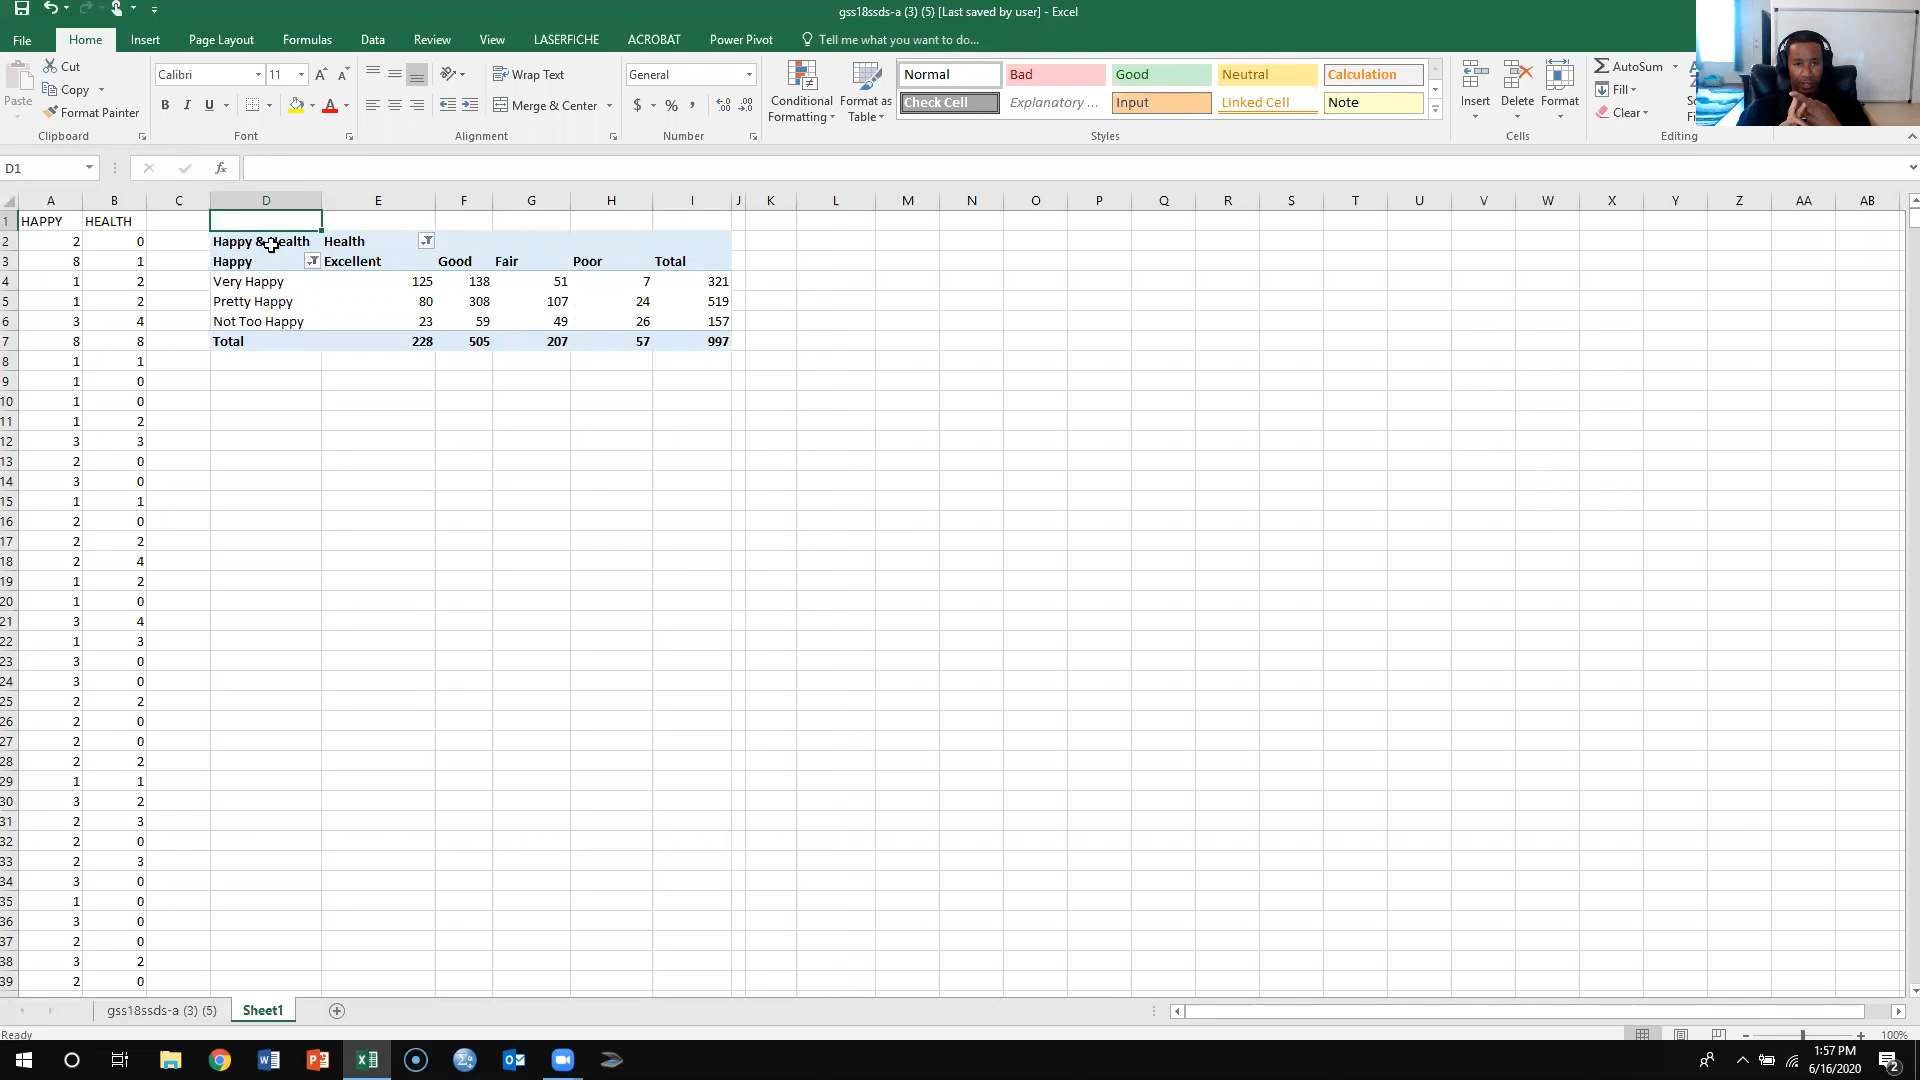 gss18ssds-a (3) (5) [Last saved by user] - Excel
File Home Insert Page Layout Formulas Data Review View LASERFICHE ACROBAT Power Pivot Tell me what you want to do...
Cut
Copy
Format Painter
Paste
Clipboard
Calibri 11
B I U
Font
Wrap Text
Merge & Center
Alignment
General
$ % ,
Number
Conditional Formatting
Format as Table
Normal Bad Good Neutral Calculation
Check Cell Explanatory ... Input Linked Cell Note
Styles
Insert Delete Format
Cells
AutoSum
Fill
Clear
Editing
D1 fx
A B C D E F G H I J K L M N O P Q R S T U V W X Y Z AA AB
1 HAPPY HEALTH
2 2 0 Happy & Health Health
3 8 1 Happy Excellent Good Fair Poor Total
4 1 2 Very Happy 125 138 51 7 321
5 1 2 Pretty Happy 80 308 107 24 519
6 3 4 Not Too Happy 23 59 49 26 157
7 8 8 Total 228 505 207 57 997
8 1 1
9 1 0
10 1 0
11 1 2
12 3 3
13 2 0
14 3 0
15 1 1
16 2 0
17 2 2
18 2 4
19 1 2
20 1 0
21 3 4
22 1 3
23 3 0
24 3 0
25 2 2
26 2 0
27 2 0
28 2 2
29 1 1
30 3 2
31 2 3
32 2 0
33 2 3
34 3 0
35 1 0
36 3 0
37 2 0
38 3 2
39 2 0
gss18ssds-a (3) (5) Sheet1
Ready 100%
1:57 PM
6/16/2020
2